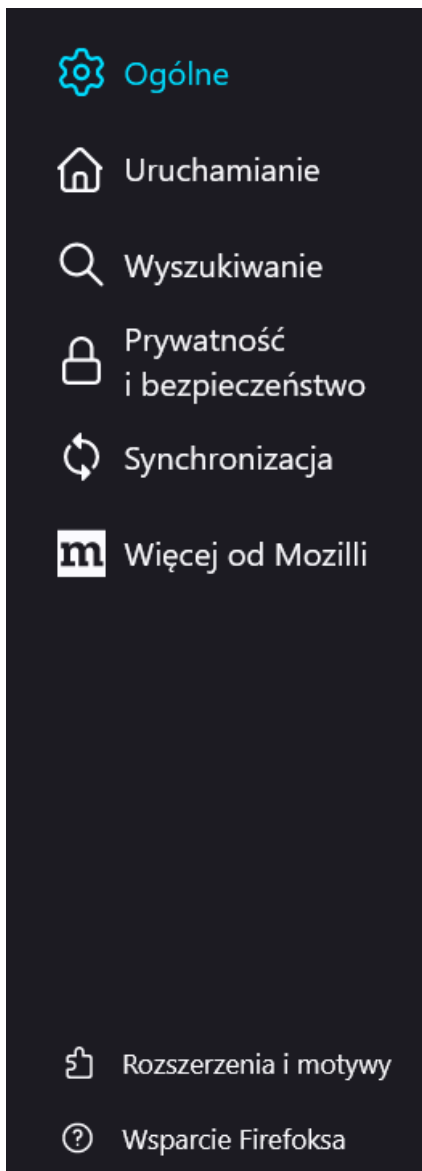 Ogólne
Uruchamianie
Wyszukiwanie
Prywatność
i bezpieczeństwo
Synchronizacja
m Więcej od Mozilli
Rozszerzenia i motywy
Wsparcie Firefoksa